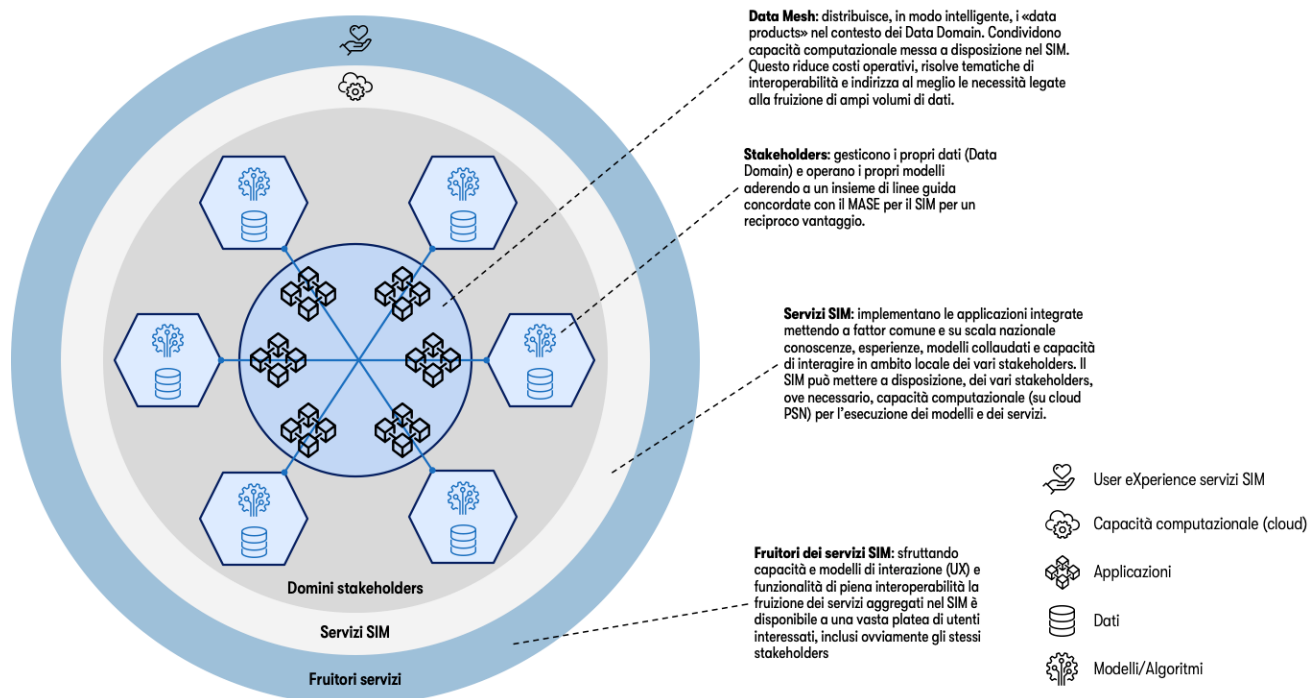 Data Mesh: distribuisce, in modo intelligente, i «data
products» nel contesto dei Data Domain. Condividono
capacità computazionale messa a disposizione nel SIM.
Questo riduce costi operativi, risolve tematiche di
interoperabilità e indirizza al meglio le necessità legate
alla fruizione di ampi volumi di dati.
Stakeholders: gesticono i propri dati (Data
Domain) e operano i propri modelli
aderendo a un insieme di linee guida
concordate con il MASE per il SIM per un
reciproco vantaggio.
Servizi SIM: implementano le applicazioni integrate
mettendo a fattor comune e su scala nazionale
conoscenze, esperienze, modelli collaudati e capacità
di interagire in ambito locale dei vari stakeholders. Il
SIM può mettere a disposizione, dei vari stakeholders,
ove necessario, capacità computazionale (su cloud
PSN) per l'esecuzione dei modelli e dei servizi.
Fruitori dei servizi SIM: sfruttando
capacità e modelli di interazione (UX) e
funzionalità di piena interoperabilità la
fruizione dei servizi aggregati nel SIM è
disponibile a una vasta platea di utenti
interessati, inclusi ovviamente gli stessi
stakeholders
Domini stakeholders
Servizi SIM
Fruitori servizi
User eXperience servizi SIM
Capacità computazionale (cloud)
Applicazioni
Dati
Modelli/Algoritmi